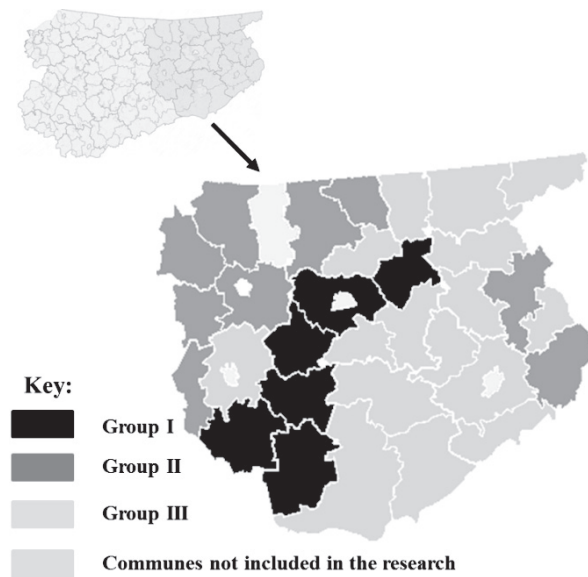 Key:
Group I
Group II
Group III
Communes not included in the research